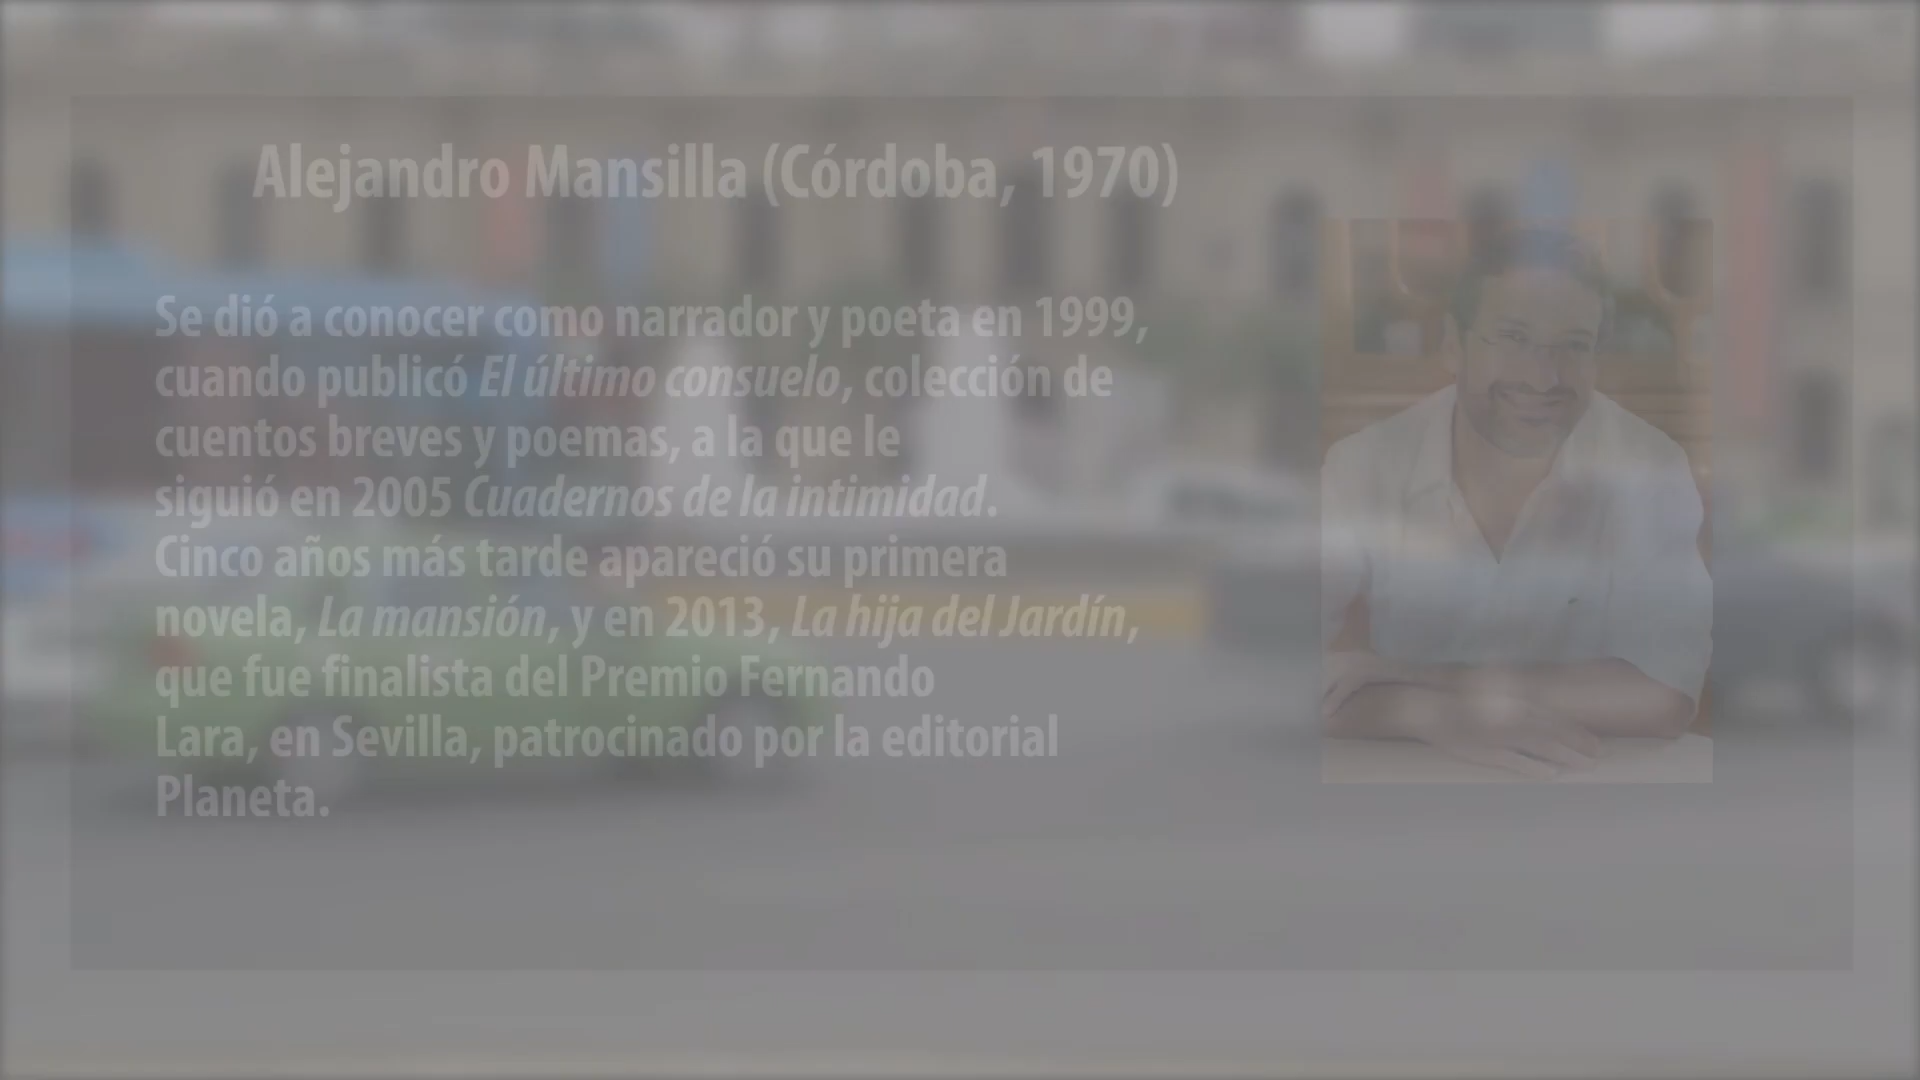 Alejandro Mansilla (Córdoba, 1970)
Se dió a conocer como narrador y poeta en 1999,
cuando publicó El último consuelo, colección de
cuentos breves y poemas, a la que le
siguió en 2005 Cuadernos de la intimidad.
Cinco años más tarde apareció su primera
novela, La mansión, y en 2013, La hija del Jardín,
que fue finalista del Premio Fernando
Lara, en Sevilla, patrocinado por la editorial
Planeta.